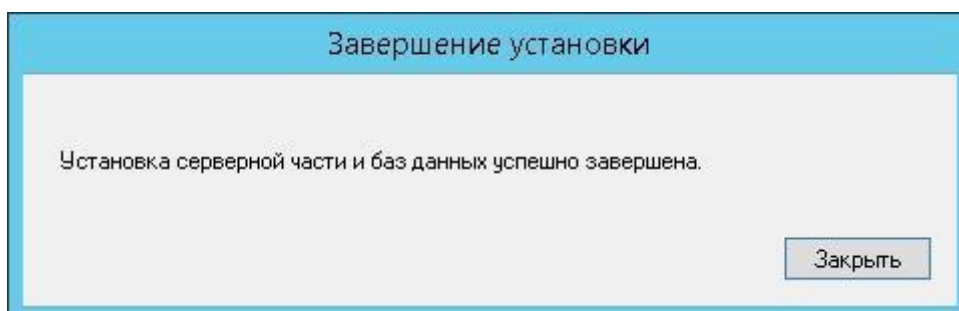 Завершение установки
Установка серверной части и баз данных успешно завершена.
Закрыть